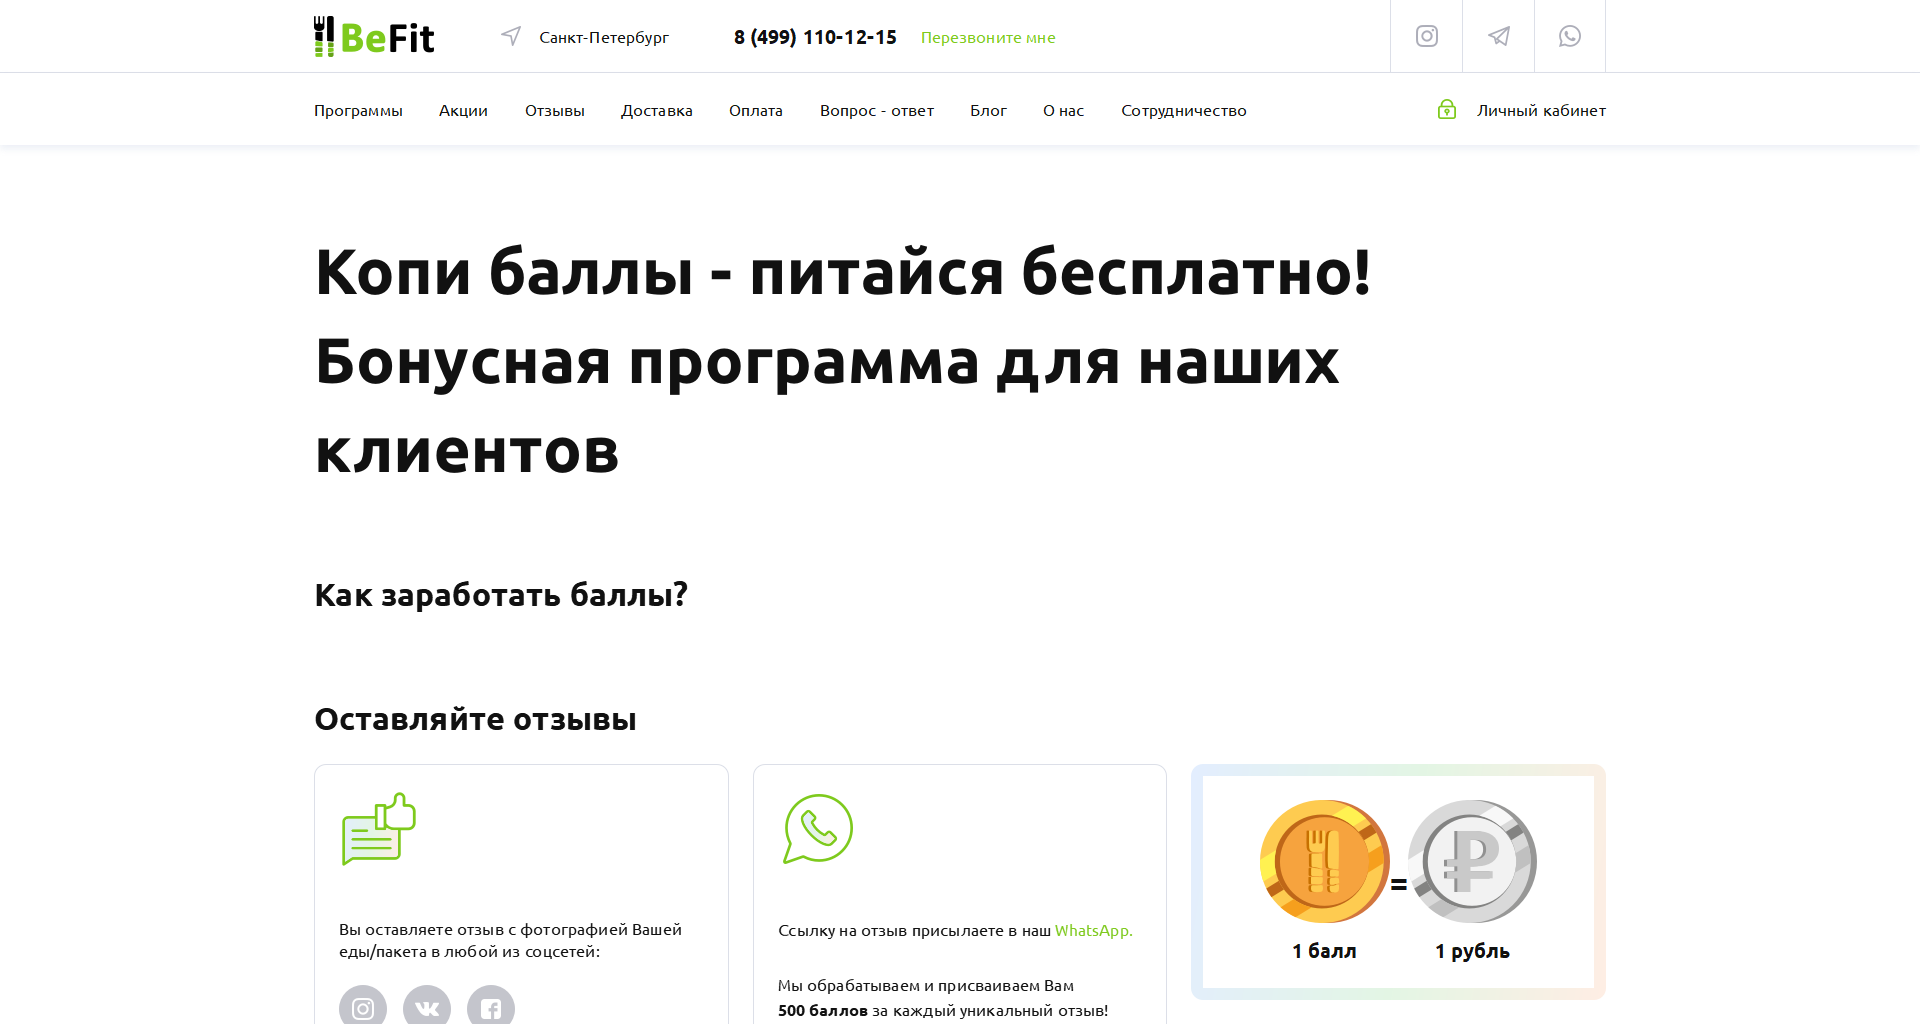 BeFit
Санкт-Петербург
8 (499) 110-12-15
Перезвоните мне
Программы
Акции
Отзывы
Доставка
Оплата
Вопрос - ответ
Блог
О нас
Сотрудничество
Личный кабинет
Копи баллы - питайся бесплатно!
Бонусная программа для наших
клиентов
Как заработать баллы?
Оставляйте отзывы
Вы оставляете отзыв с фотографией Вашей
еды/пакета в любой из соцсетей:
Ссылку на отзыв присылаете в наш WhatsApp.
Мы обрабатываем и присваиваем Вам
500 баллов за каждый уникальный отзыв!
=
1 балл
1 рубль